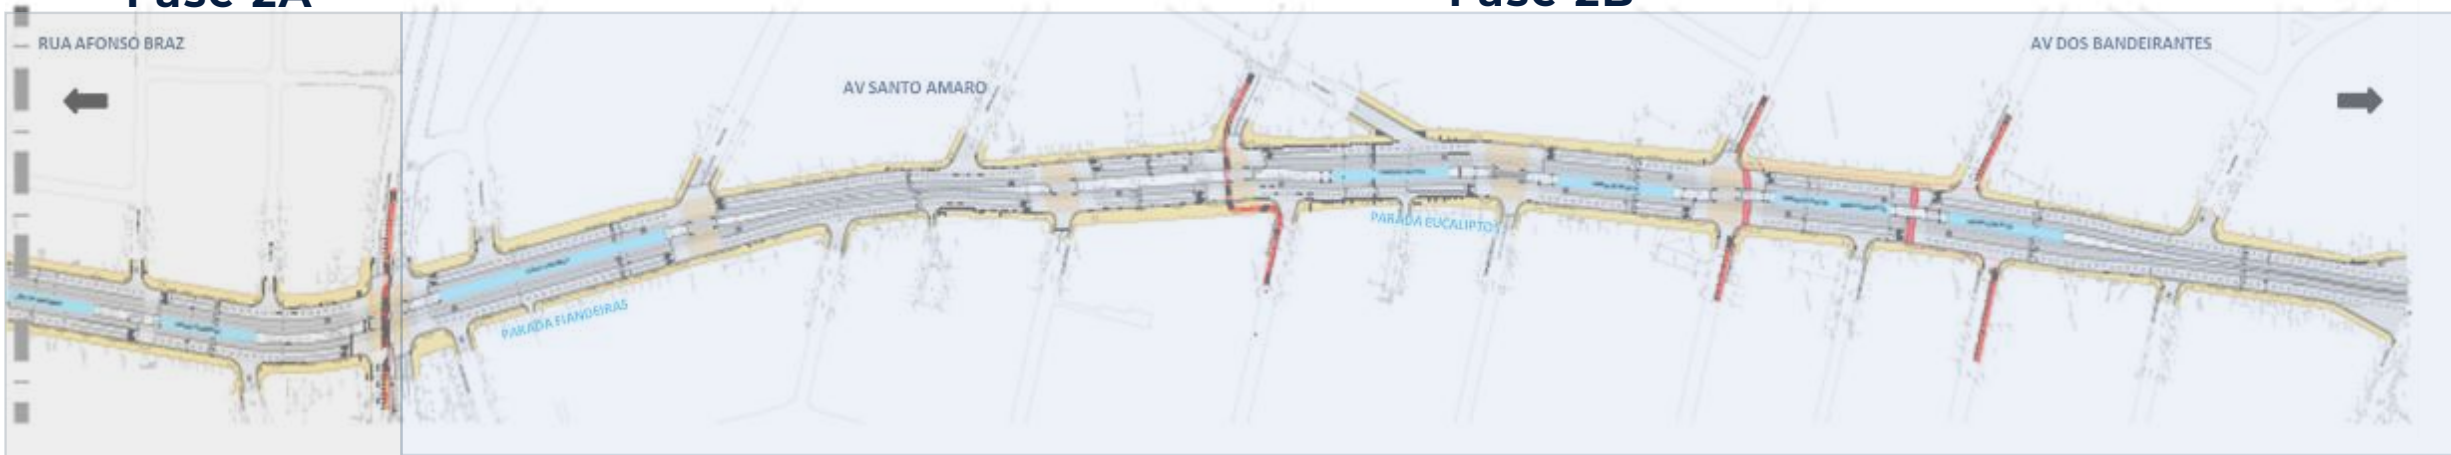 Fase 2A
Fase 2B
RUA AFONSO BRAZ
AV DOS BANDEIRANTES
AV SANTO AMARO
PARADA EUCALIPTOS
PARADA FIANDEIRAS